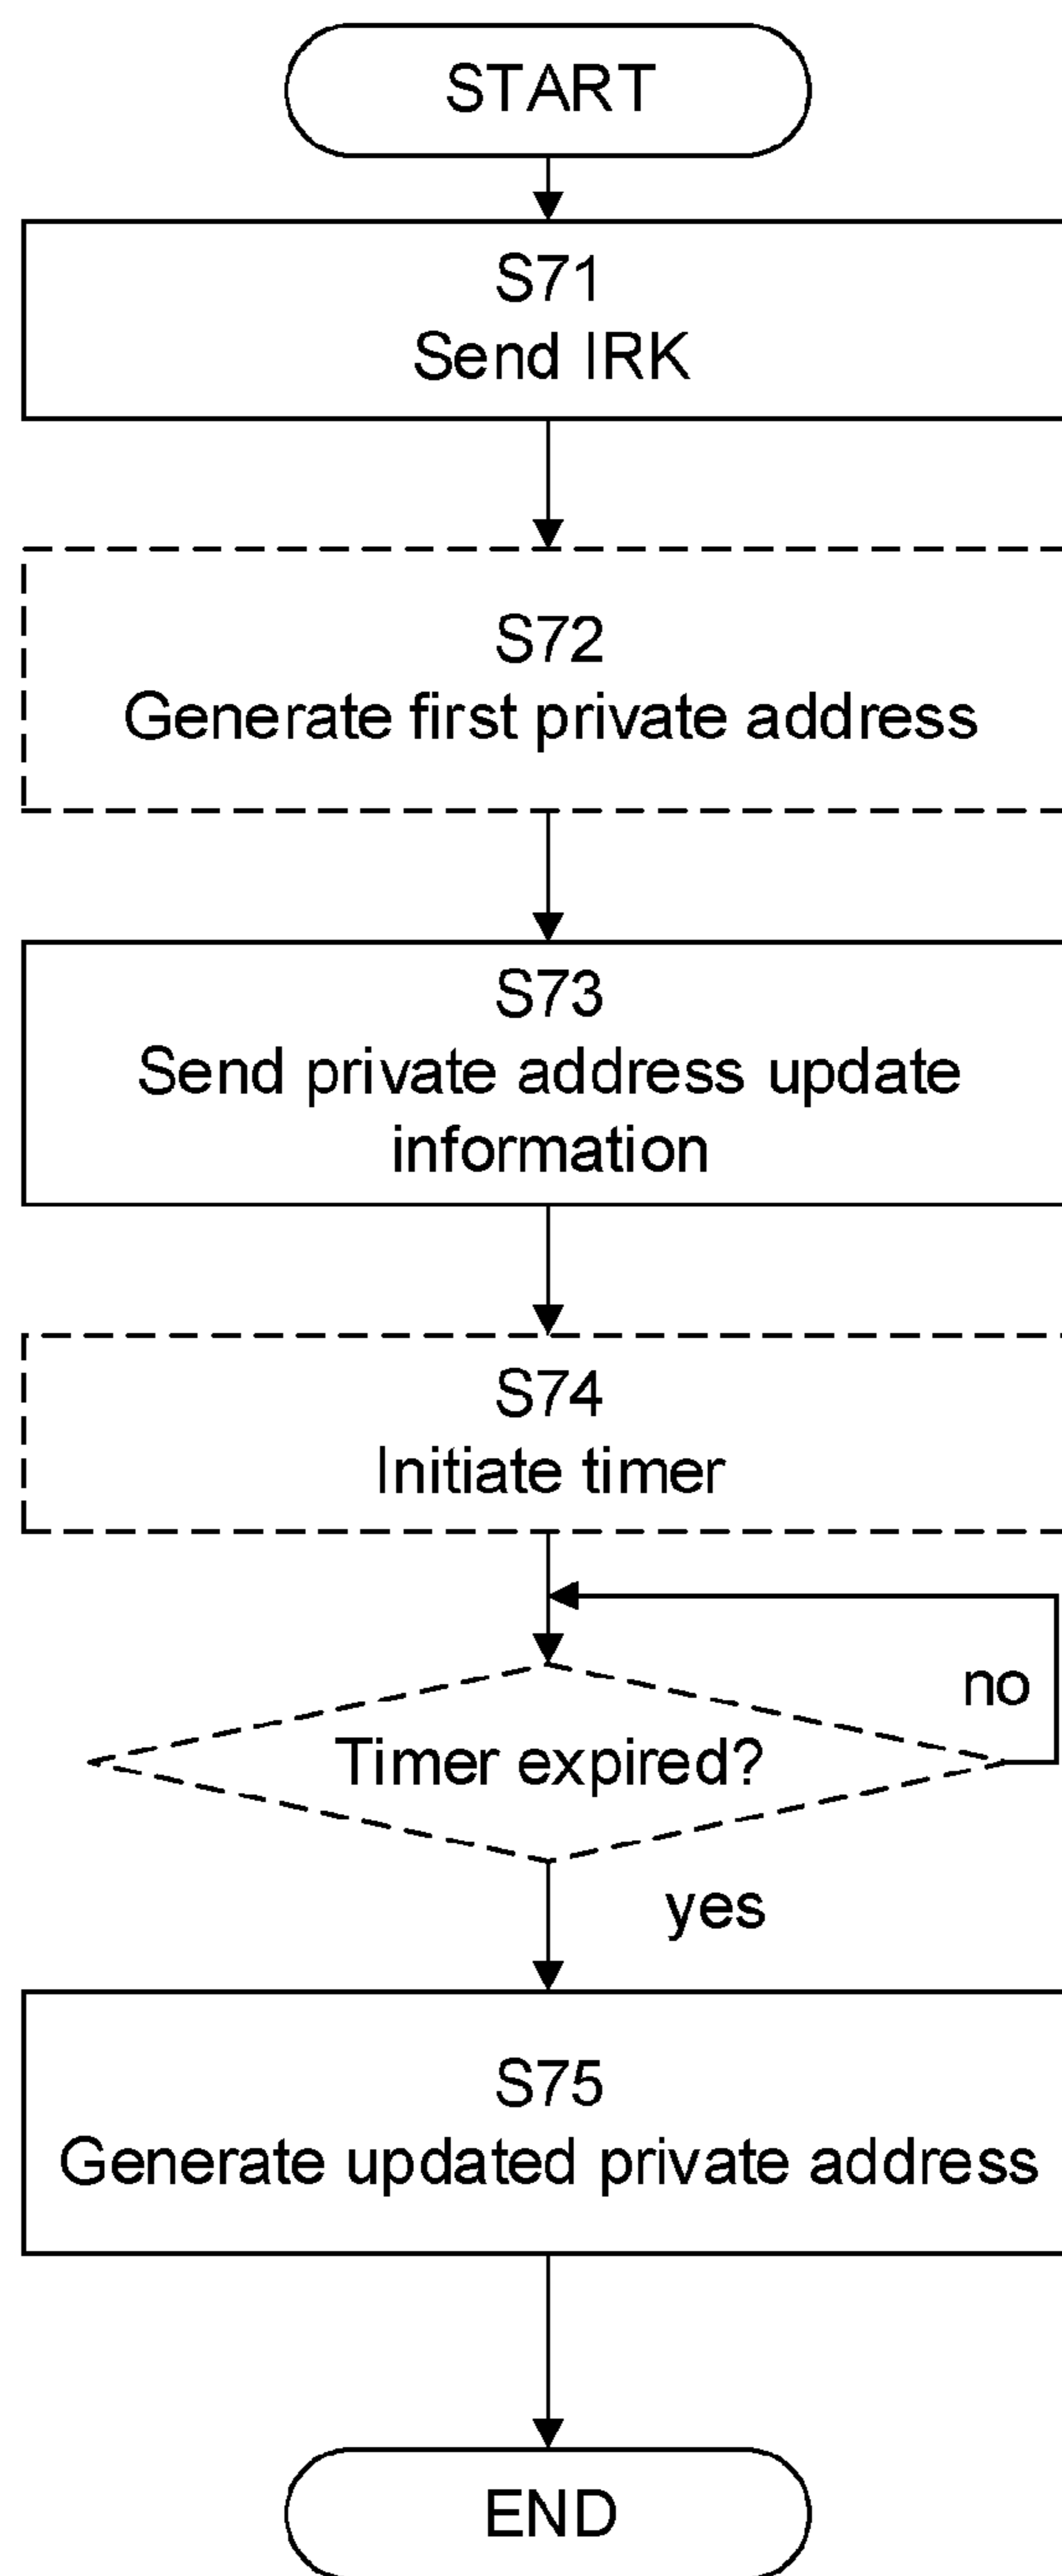 START
S71
Send IRK
S72
Generate first private address
S73
Send private address update
information
S74
Initiate timer
no
Timer expired?
yes
S75
Generate updated private address
END